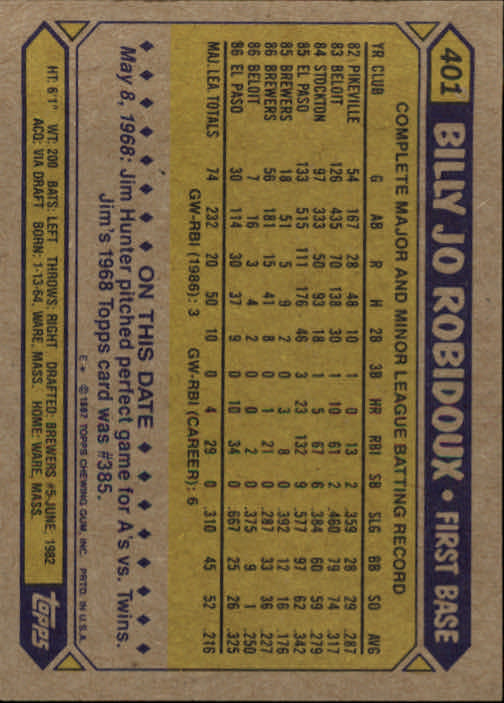 401 BILLY JO ROBIDOUX • FIRST BASE
COMPLETE MAJOR AND MINOR LEAGUE BATTING RECORD
YR CLUB G AB R H 2B 3B HR RBI SB SLG BB SO AVG
82 PIKEVILLE 54 167 28 48 10 1 0 13 2 .359 28 29 .287
83 BELOIT 126 435 70 138 30 1 10 61 2 .460 79 74 .317
84 STOCKTON 97 333 50 93 18 1 5 67 6 .384 60 59 .279
85 EL PASO 133 515 111 176 46 3 23 132 9 .577 97 62 .342
85 BREWERS 18 51 5 9 2 0 3 8 0 .392 12 16 .176
86 BREWERS 56 181 15 41 8 0 1 21 0 .287 33 36 .227
86 BELOIT 7 16 3 4 2 0 0 2 0 .375 9 1 .250
86 EL PASO 30 114 30 37 9 0 10 34 0 .667 25 26 .325
MAJ. LEA. TOTALS 74 232 20 50 10 0 4 29 0 .310 45 52 .216
GW-RBI (1986): 3 GW-RBI (CAREER): 6
ON THIS DATE
May 8, 1968: Jim Hunter pitched perfect game for A's vs. Twins.
Jim's 1968 Topps card was #385.
E* © 1987 TOPPS CHEWING GUM, INC. PRTD. IN U.S.A.
HT: 6'1" WT: 200 BATS: LEFT THROWS: RIGHT DRAFTED: BREWERS #5-JUNE, 1982
ACQ: VIA DRAFT BORN: 1-13-64, WARE, MASS. HOME: WARE, MASS.
topps